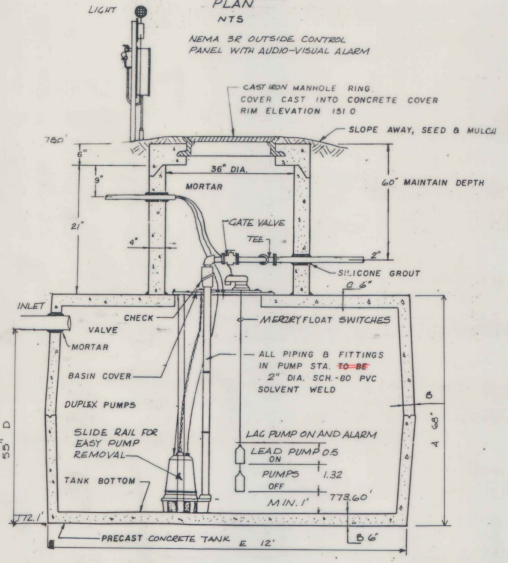 PLAN
NTS
LIGHT
NEMA 3R OUTSIDE CONTROL
PANEL WITH AUDIO-VISUAL ALARM
CAST IRON MANHOLE RING
COVER CAST INTO CONCRETE COVER
RIM ELEVATION 151 0
SLOPE AWAY, SEED & MULCH
780'
6"
36" DIA.
9"
60" MAINTAIN DEPTH
MORTAR
21"
GATE VALVE
4"
TEE
2"
SILICONE GROUT
C 6"
INLET
CHECK
VALVE
MERCURY FLOAT SWITCHES
MORTAR
ALL PIPING & FITTINGS
IN PUMP STA. TO BE
2" DIA. SCH.-80 PVC
SOLVENT WELD
BASIN COVER
B
DUPLEX PUMPS
A 68"
55" D
SLIDE RAIL FOR
EASY PUMP
REMOVAL
LAG PUMP ON AND ALARM
LEAD PUMP 0.5
ON
PUMPS 1.32
OFF
TANK BOTTOM
MIN. 1'
773.60'
772.1'
B 6"
PRECAST CONCRETE TANK E 12'